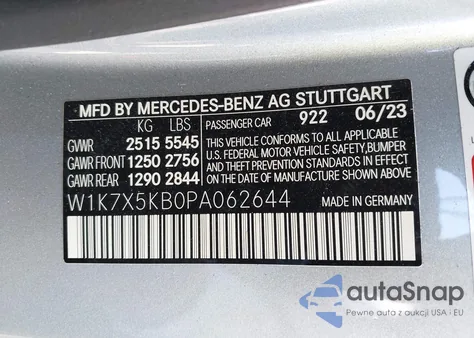 MFD BY MERCEDES-BENZ AG STUTTGART
KG LBS PASSENGER CAR 922 06/23
GVWR 2515 5545 THIS VEHICLE CONFORMS TO ALL APPLICABLE
GAWR FRONT 1250 2756 U.S. FEDERAL MOTOR VEHICLE SAFETY,BUMPER
GAWR REAR 1290 2844 AND THEFT PREVENTION STANDARDS IN EFFECT ON THE
DATE OF MANUFACTURE SHOWN ABOVE.
W1K7X5KB0PA062644 MADE IN GERMANY
autaSnap
Pewne auta z aukcji USA i EU